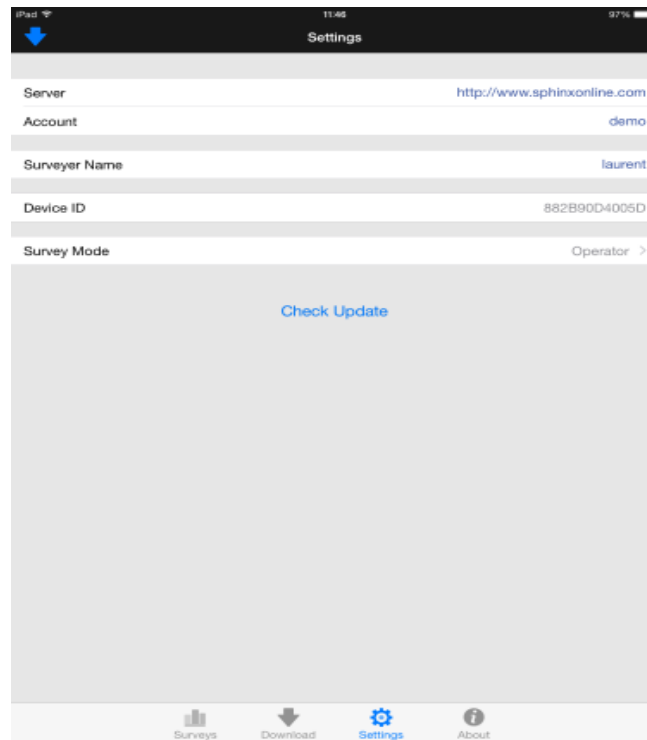 iPad 11:46 97%
Settings
Server http://www.sphinxonline.com
Account demo
Surveyor Name laurent
Device ID 882B90D4005D
Survey Mode Operator >
Check Update
Surveys Download Settings About